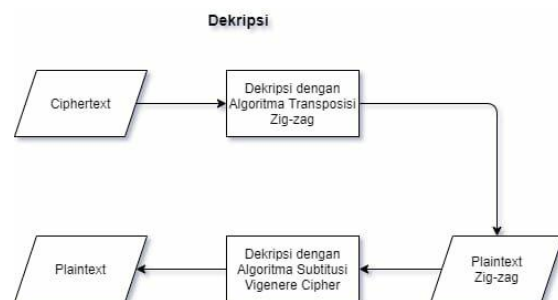 Dekripsi
Ciphertext
Dekripsi dengan
Algoritma Transposisi
Zig-zag
Plaintext
Zig-zag
Dekripsi dengan
Algoritma Subtitusi
Vigenere Cipher
Plaintext